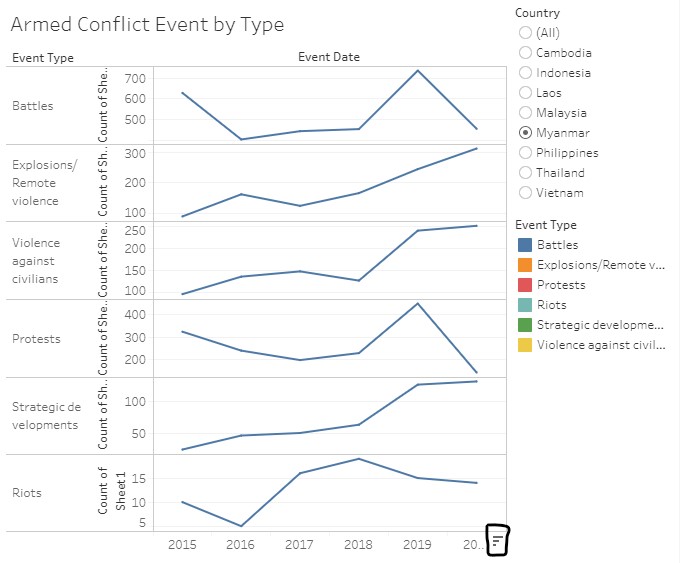 Armed Conflict Event by Type
Event Type
Event Date
Battles
Count of She..
700
600
500
Explosions/
Remote
violence
Count of Sh..
300
200
100
Violence
against
civilians
Count of She..
250
200
150
100
Protests
Count of She..
400
300
200
Strategic de
velopments
Count of Sh..
100
50
Riots
Count of
Sheet1
15
10
5
2015 2016 2017 2018 2019 20..
Country
(All)
Cambodia
Indonesia
Laos
Malaysia
Myanmar
Philippines
Thailand
Vietnam
Event Type
Battles
Explosions/Remote v...
Protests
Riots
Strategic developme...
Violence against civil...